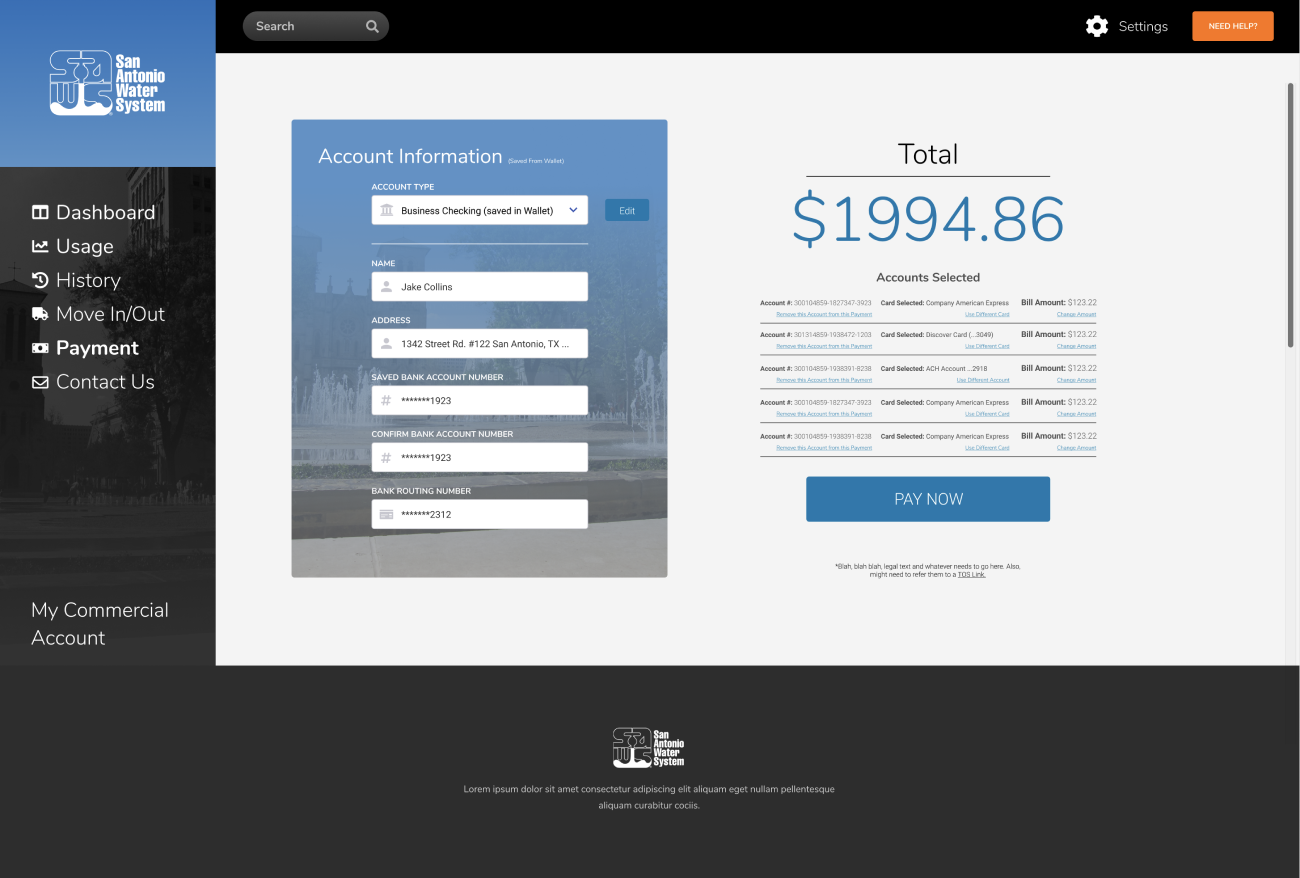 San
Antonio
Water
System
Search
Settings
NEED HELP?
Dashboard
Usage
History
Move In/Out
Payment
Contact Us
My Commercial
Account
Account Information (Saved From Wallet)
ACCOUNT TYPE
Business Checking (saved in Wallet)
Edit
NAME
Jake Collins
ADDRESS
1342 Street Rd. #122 San Antonio, TX ...
SAVED BANK ACCOUNT NUMBER
# *******1923
CONFIRM BANK ACCOUNT NUMBER
# *******1923
BANK ROUTING NUMBER
*******2312
Total
$1994.86
Accounts Selected
Account #: 300104859-1827347-3923 Card Selected: Company American Express Bill Amount: $123.22
Remove this Account from this Payment Use Different Card Change Amount
Account #: 301314859-1938472-1203 Card Selected: Discover Card (...3049) Bill Amount: $123.22
Remove this Account from this Payment Use Different Card Change Amount
Account #: 300104859-1938391-8238 Card Selected: ACH Account ...2918 Bill Amount: $123.22
Remove this Account from this Payment Use Different Account Change Amount
Account #: 300104859-1827347-3923 Card Selected: Company American Express Bill Amount: $123.22
Remove this Account from this Payment Use Different Card Change Amount
Account #: 300104859-1938391-8238 Card Selected: Company American Express Bill Amount: $123.22
Remove this Account from this Payment Use Different Card Change Amount
PAY NOW
*Blah, blah blah, legal text and whatever needs to go here. Also,
might need to refer them to a TOS Link.
San
Antonio
Water
System
Lorem ipsum dolor sit amet consectetur adipiscing elit aliquam eget nullam pellentesque
aliquam curabitur cociis.